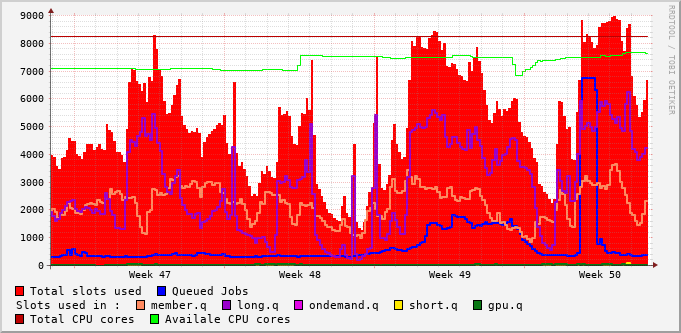 9000
8000
7000
6000
5000
4000
3000
2000
1000
0
Week 47 Week 48 Week 49 Week 50
RRDTOOL / TOBI OETIKER
Total slots used Queued Jobs
Slots used in : member.q long.q ondemand.q short.q gpu.q
Total CPU cores Availale CPU cores